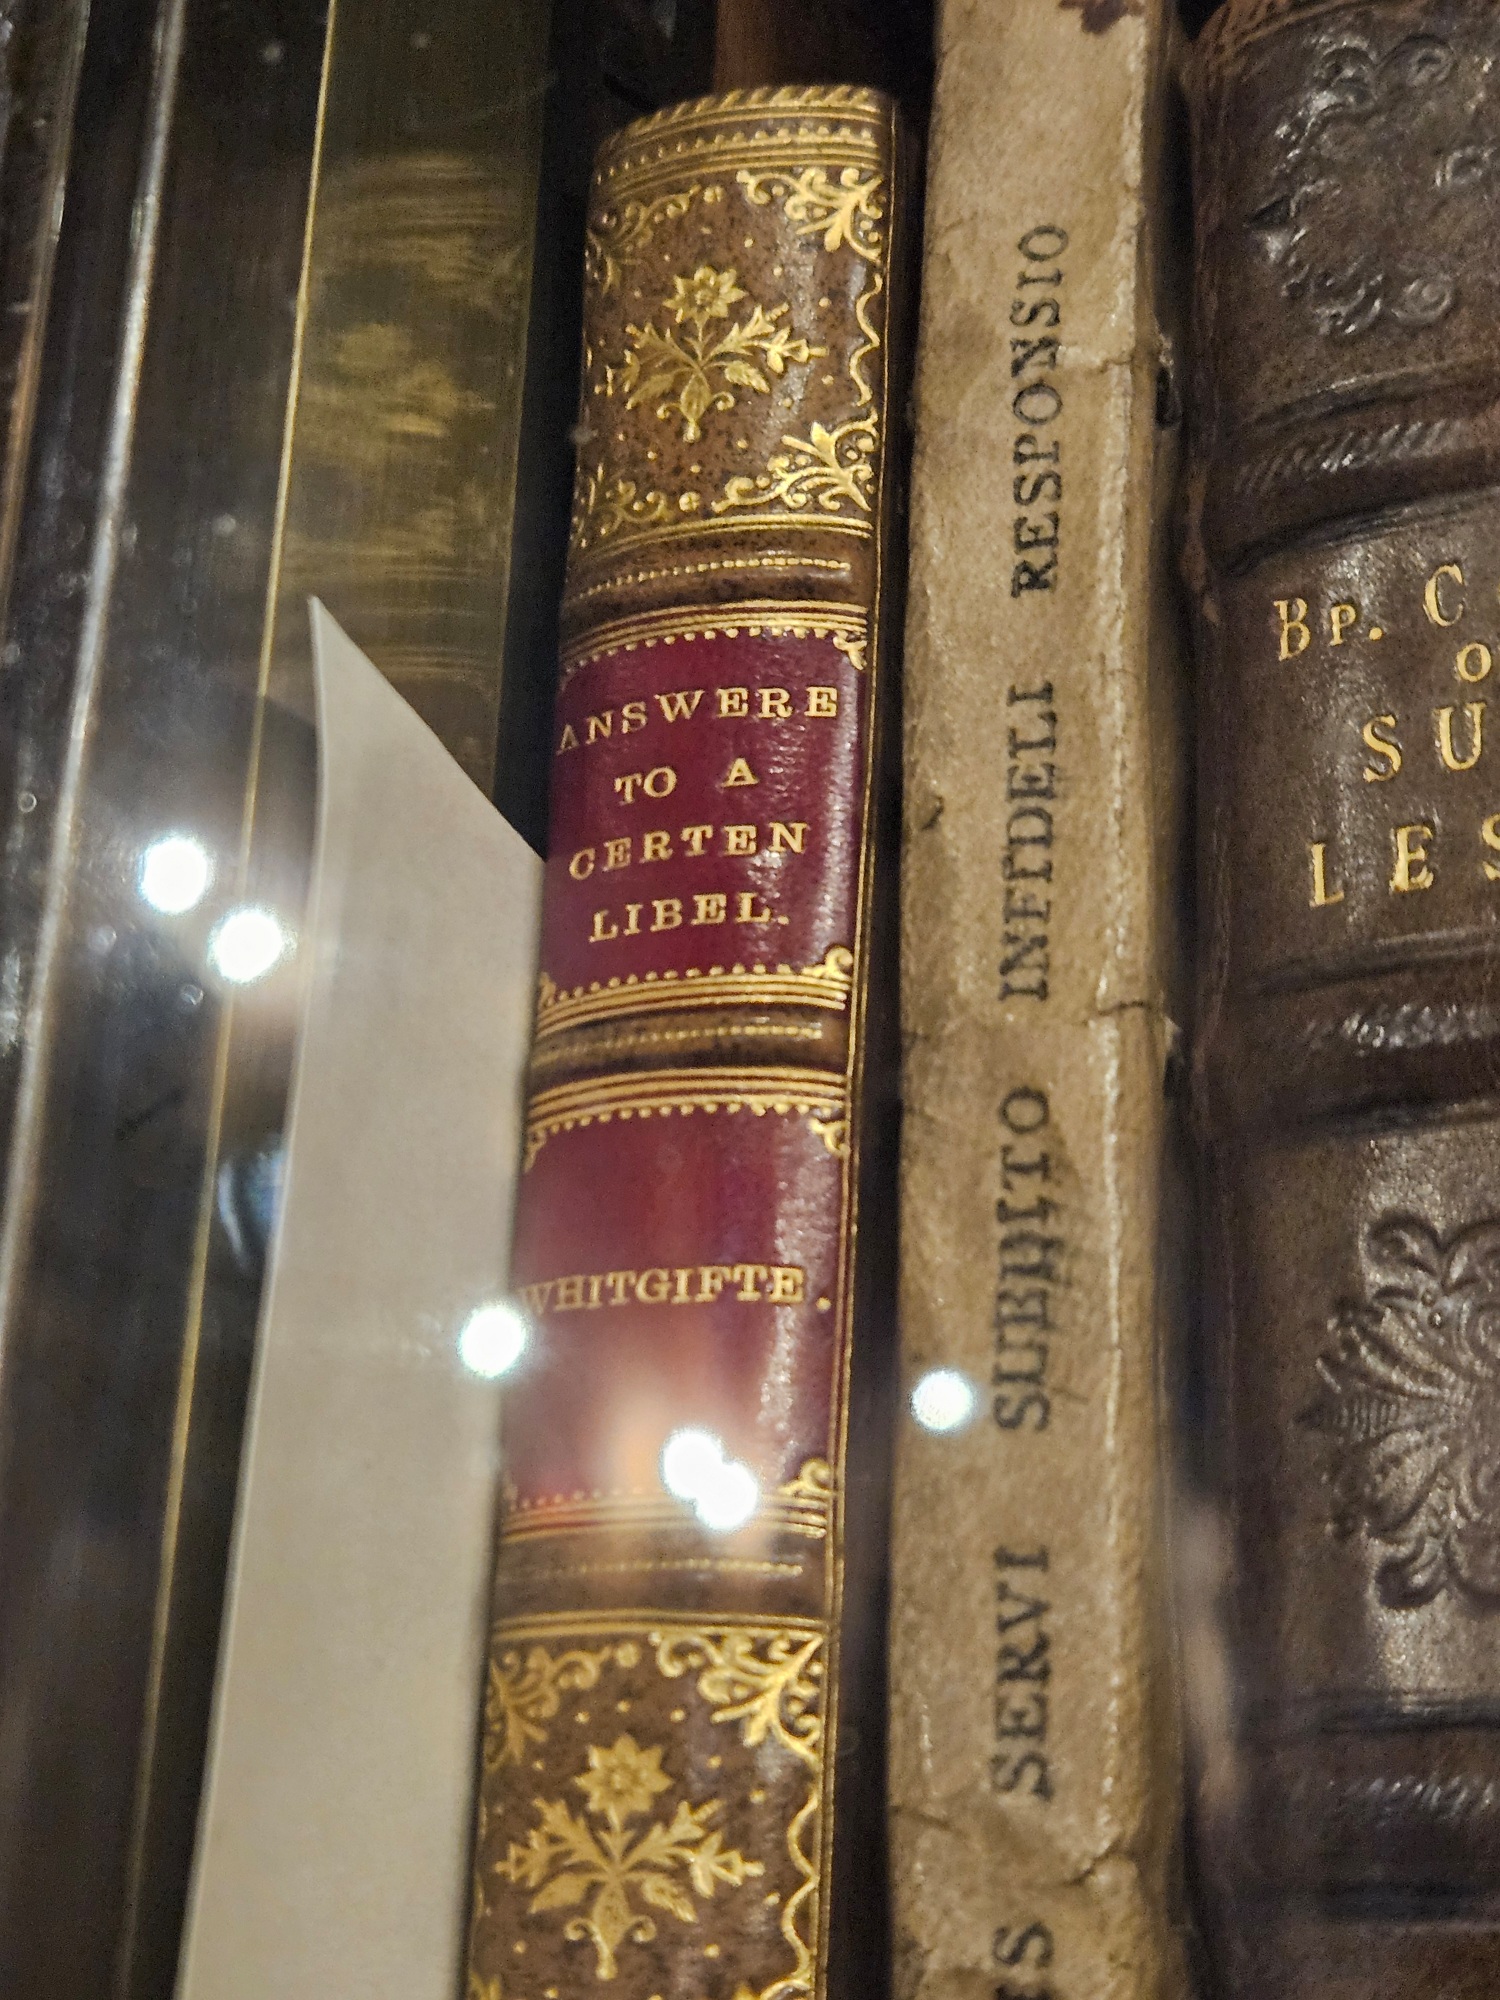 ANSWERE
TO A
CERTEN
LIBEL.
WHITGIFTE.
SERVI SUBDITO INFIDELI RESPONSIO
BP. C
O
SU
LES